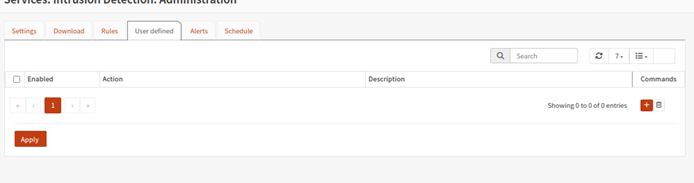 Services: Intrusion Detection: Administration
Settings Download Rules User defined Alerts Schedule
Search 7
Enabled Action Description Commands
« ‹ 1 › » Showing 0 to 0 of 0 entries +
Apply